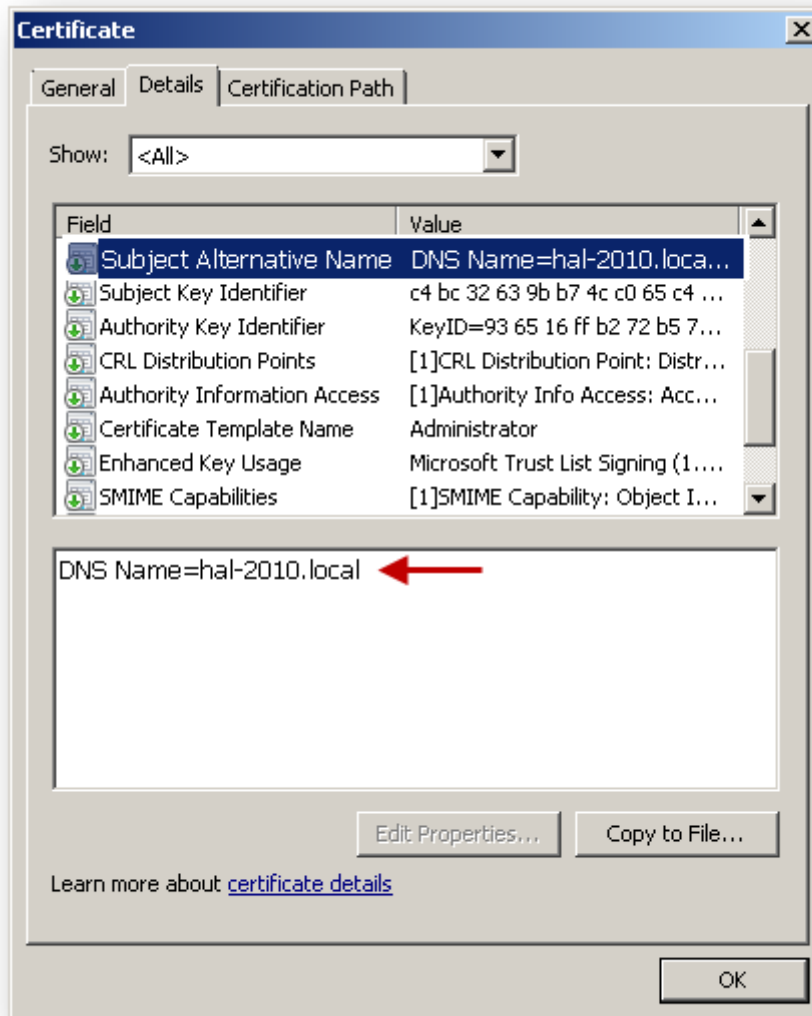 Certificate
General Details Certification Path
Show: <All>
Field Value
Subject Alternative Name DNS Name=hal-2010.loca...
Subject Key Identifier c4 bc 32 63 9b b7 4c c0 65 c4 ...
Authority Key Identifier KeyID=93 65 16 ff b2 72 b5 7...
CRL Distribution Points [1]CRL Distribution Point: Distr...
Authority Information Access [1]Authority Info Access: Acc...
Certificate Template Name Administrator
Enhanced Key Usage Microsoft Trust List Signing (1....
SMIME Capabilities [1]SMIME Capability: Object I...
DNS Name=hal-2010.local
Edit Properties... Copy to File...
Learn more about certificate details
OK